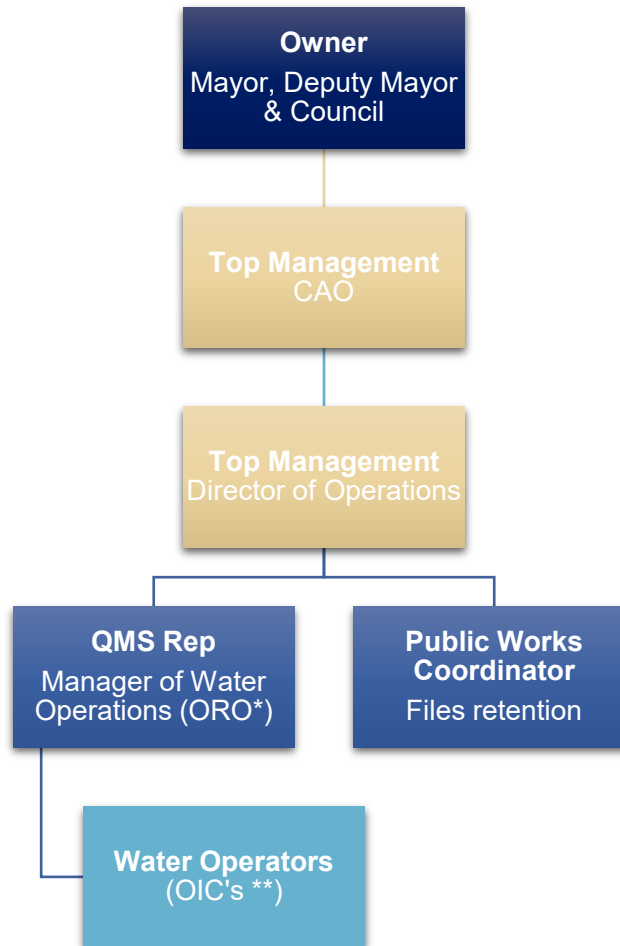 Owner
Mayor, Deputy Mayor
& Council
Top Management
CAO
Top Management
Director of Operations
QMS Rep
Manager of Water
Operations (ORO*)
Public Works
Coordinator
Files retention
Water Operators
(OIC's **)